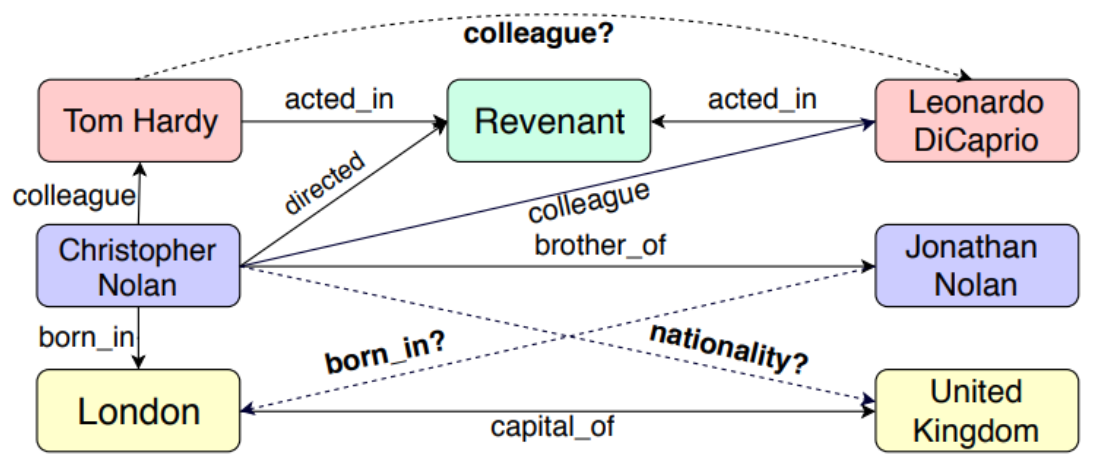 colleague?
Tom Hardy
acted_in
Revenant
acted_in
Leonardo
DiCaprio
colleague
directed
colleague
Christopher
Nolan
brother_of
Jonathan
Nolan
born_in
born_in?
nationality?
London
capital_of
United
Kingdom